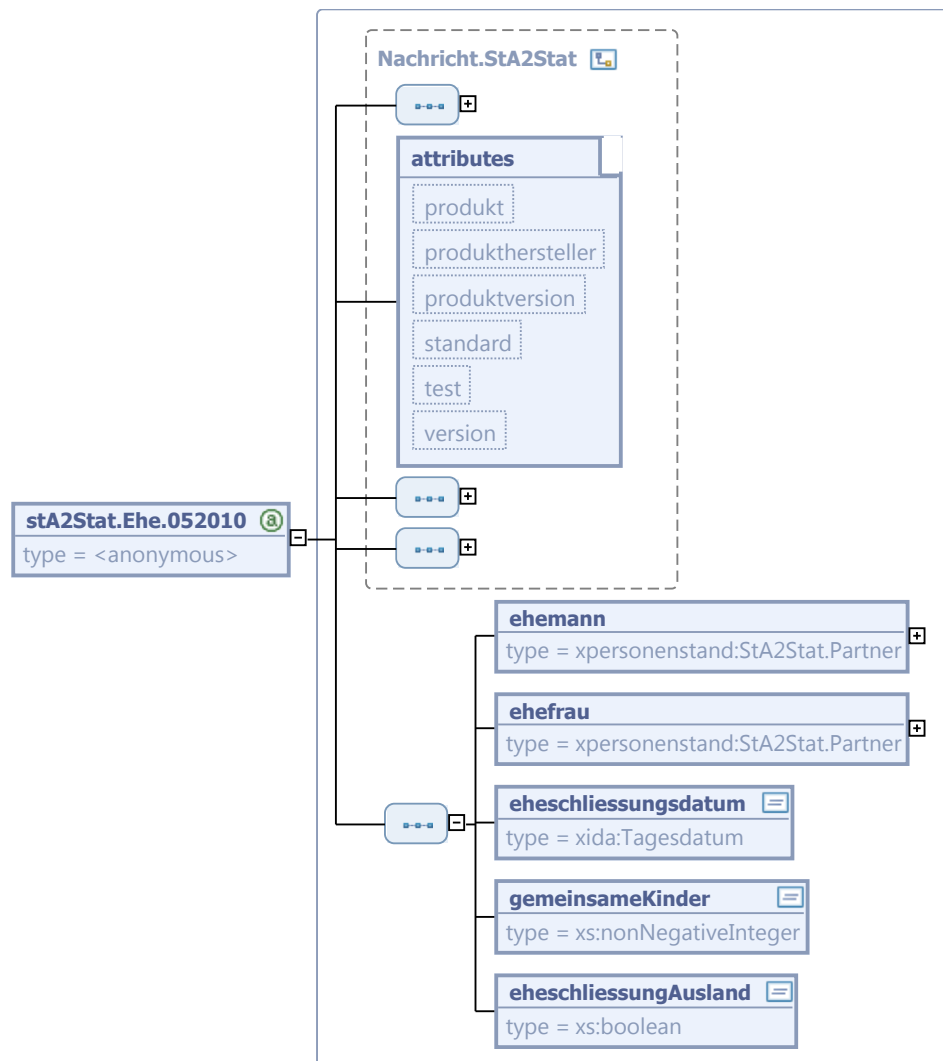 Nachricht.StA2Stat
attributes
produkt
produkthersteller
produktversion
standard
test
version
stA2Stat.Ehe.052010 a
type = <anonymous>
ehemann
type = xpersonenstand:StA2Stat.Partner
ehefrau
type = xpersonenstand:StA2Stat.Partner
eheschliessungsdatum
type = xida:Tagesdatum
gemeinsameKinder
type = xs:nonNegativeInteger
eheschliessungAusland
type = xs:boolean